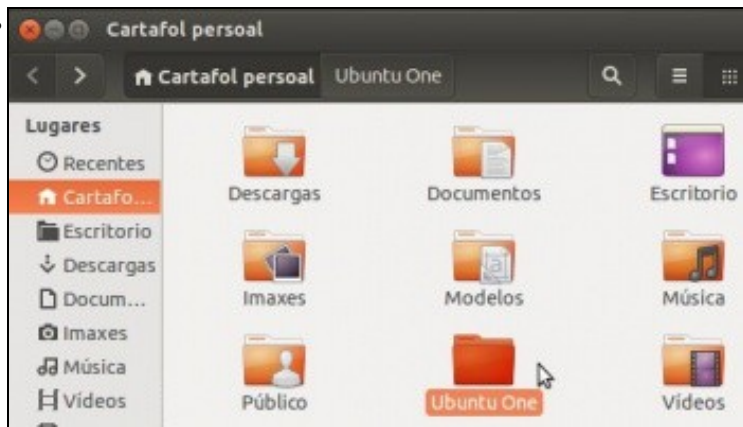 Cartafol persoal
Cartafol persoal Ubuntu One
Lugares
Recentes
Cartafo...
Escritorio
Descargas
Docum...
Imaxes
Música
Vídeos
Descargas Documentos Escritorio
Imaxes Modelos Música
Público Ubuntu One Vídeos